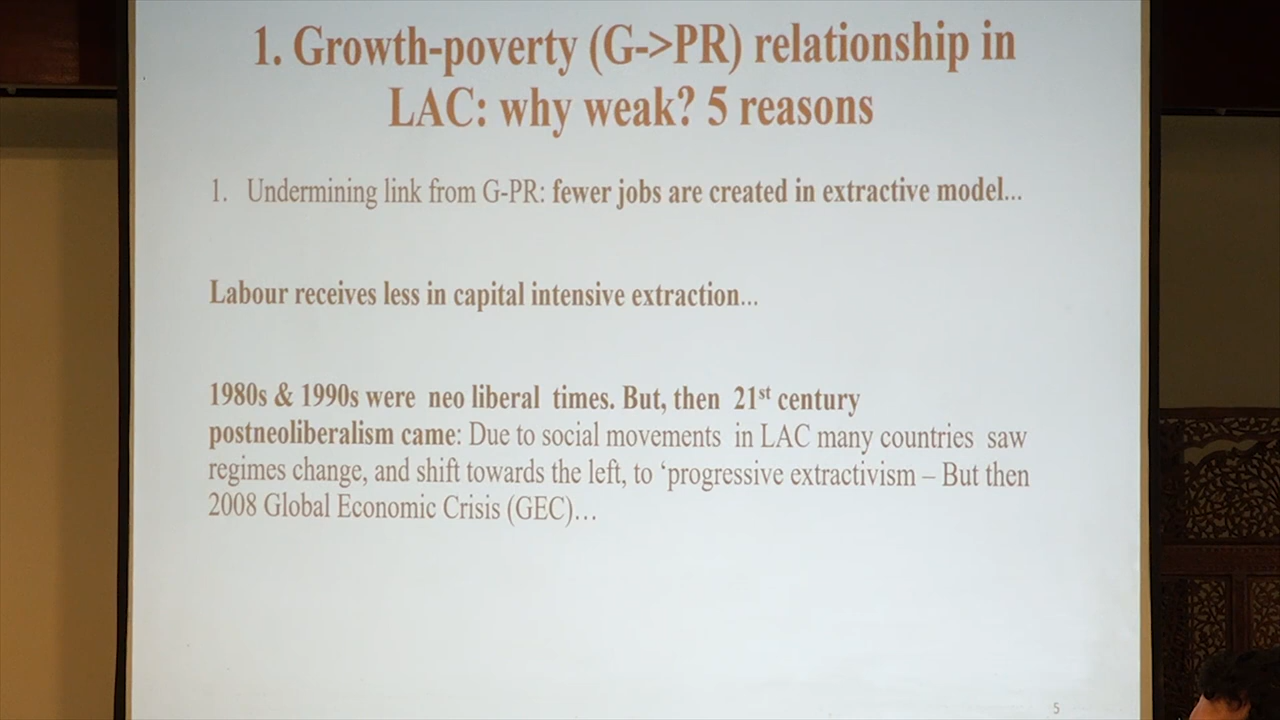 1. Growth-poverty (G->PR) relationship in
LAC: why weak? 5 reasons
1. Undermining link from G-PR: fewer jobs are created in extractive model...
Labour receives less in capital intensive extraction...
1980s & 1990s were neo liberal times. But, then 21st century
postneoliberalism came: Due to social movements in LAC many countries saw
regimes change, and shift towards the left, to ‘progressive extractivism – But then
2008 Global Economic Crisis (GEC)…
5